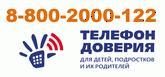 8-800-2000-122
ТЕЛЕФОН
ДОВЕРИЯ
ДЛЯ ДЕТЕЙ, ПОДРОСТКОВ
И ИХ РОДИТЕЛЕЙ